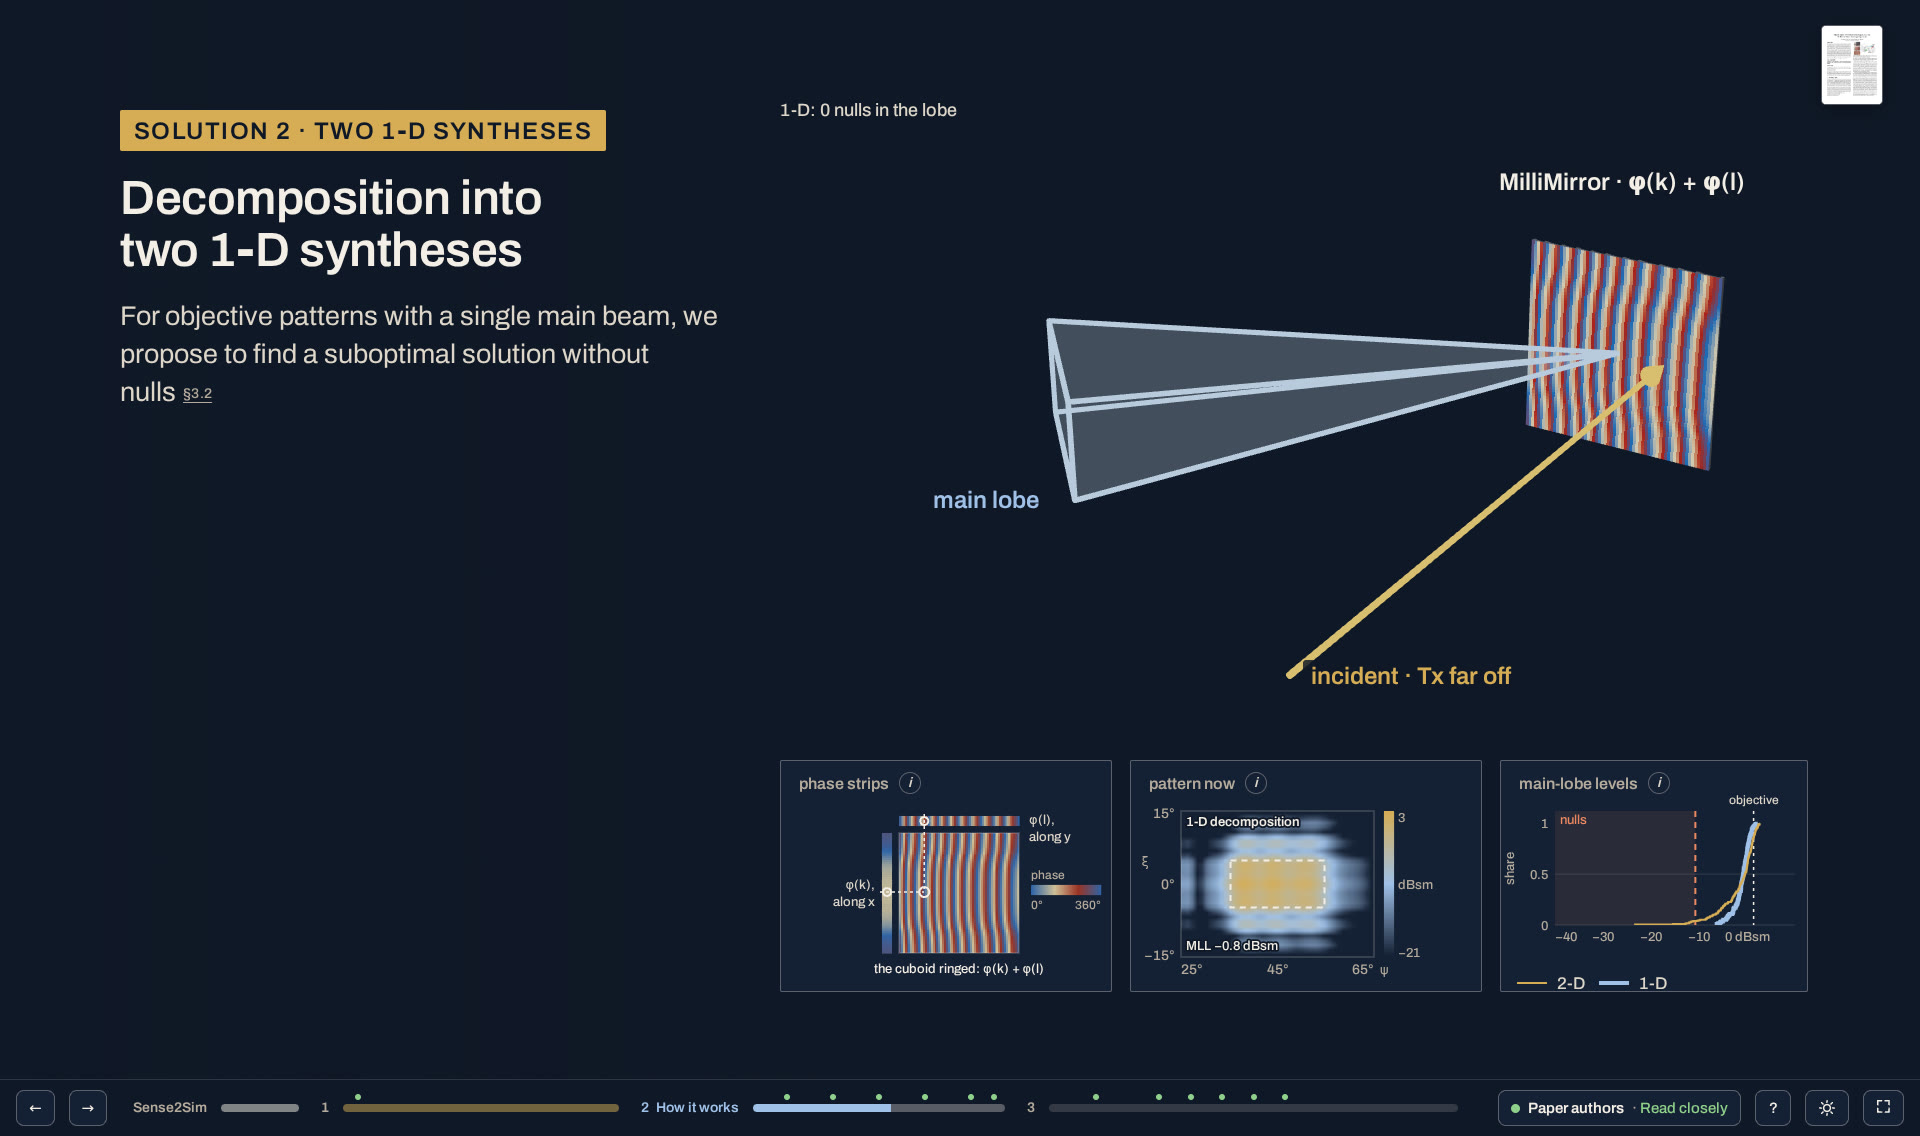 SOLUTION 2 · TWO 1-D SYNTHESES
Decomposition into
two 1-D syntheses
For objective patterns with a single main beam, we
propose to find a suboptimal solution without
nulls §3.2
1-D: 0 nulls in the lobe
MilliMirror · φ(k) + φ(l)
main lobe
incident · Tx far off
phase strips i
φ(l),
along y
φ(k),
along x
phase
0° 360°
the cuboid ringed: φ(k) + φ(l)
pattern now i
15°
1-D decomposition
3
ξ
0°
dBsm
MLL −0.8 dBsm
−15°
−21
25° 45° 65° ψ
main-lobe levels i
objective
1
nulls
share
0.5
0
−40 −30 −20 −10 0 dBsm
2-D 1-D
← → Sense2Sim 1 2 How it works 3 Paper authors · Read closely ?